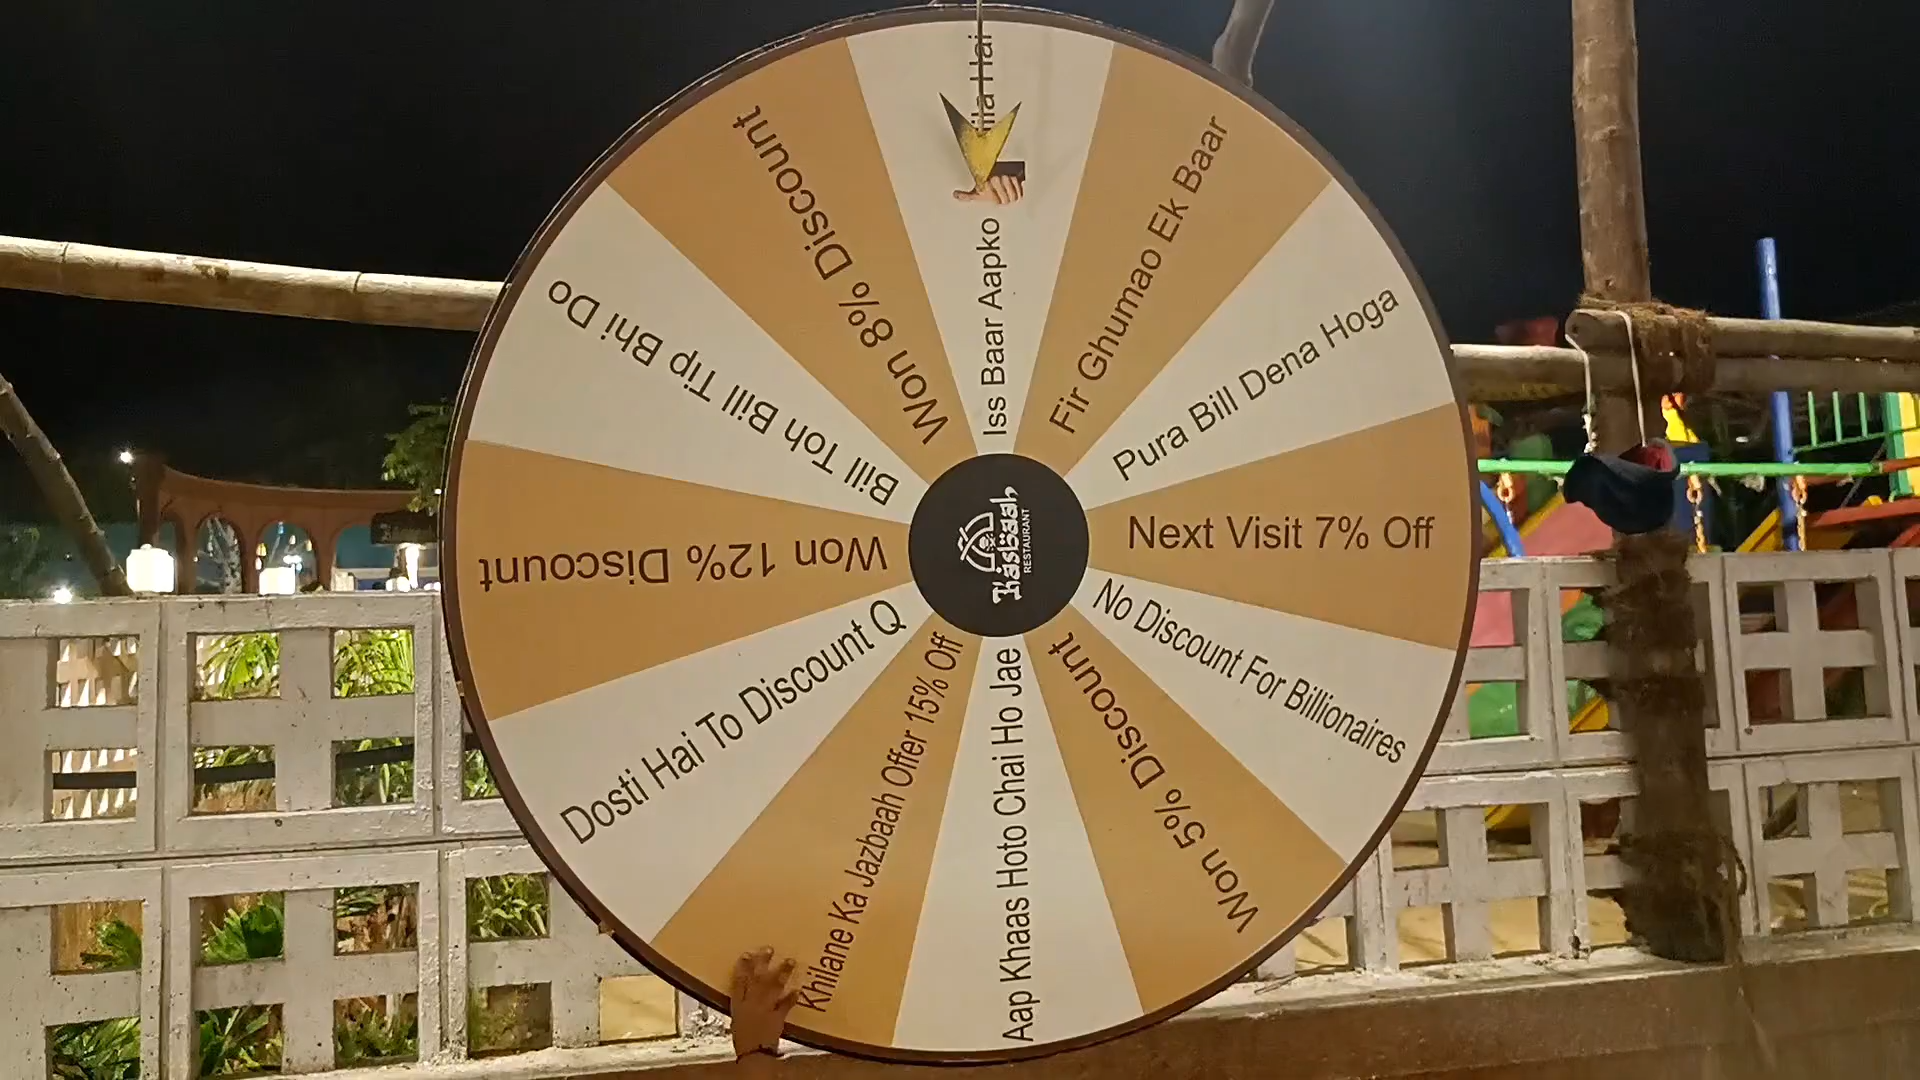 Iss Baar Aapko
Hai
Fir Ghumao Ek Baar
Pura Bill Dena Hoga
Next Visit 7% Off
No Discount For Billionaires
Won 5% Discount
Aap Khaas Hoto Chai Ho Jae
Khilane Ka Jazbaah Offer 15% Off
Dosti Hai To Discount Q
Won 12% Discount
Bill Toh Bill Tip Bhi Do
Won 8% Discount
Kasbaah
RESTAURANT